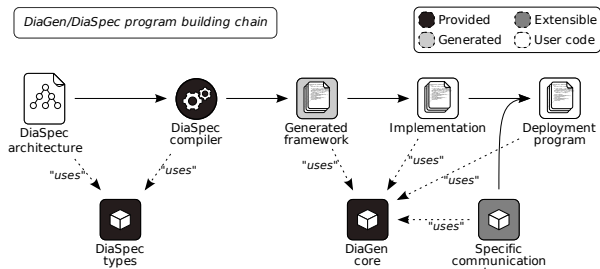 DiaGen/DiaSpec program building chain
Provided
Extensible
Generated
User code
DiaSpec
architecture
DiaSpec
compiler
Generated
framework
Implementation
Deployment
program
"uses"
"uses"
"uses"
"uses"
"uses"
"uses"
DiaSpec
types
DiaGen
core
Specific
communication